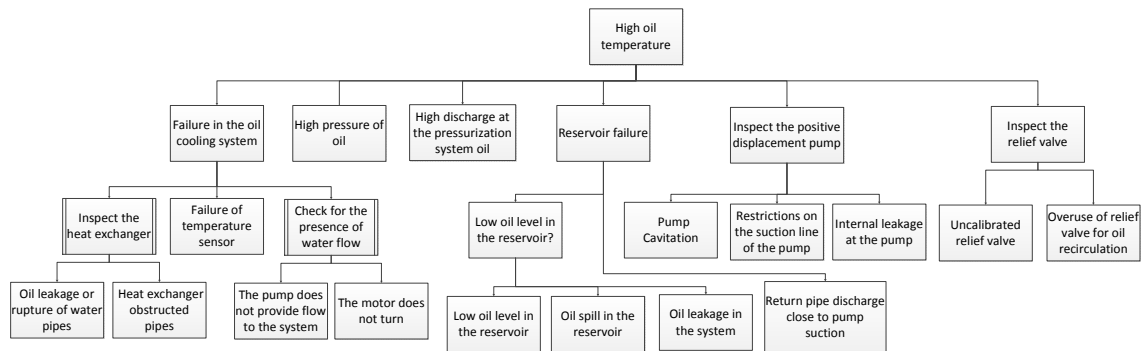 High oil
temperature
Failure in the oil
cooling system
High pressure of
oil
High discharge at
the pressurization
system oil
Reservoir failure
Inspect the positive
displacement pump
Inspect the
relief valve
Inspect the
heat exchanger
Failure of
temperature
sensor
Check for the
presence of
water flow
Low oil level in
the reservoir?
Pump
Cavitation
Restrictions on
the suction line
of the pump
Internal leakage
at the pump
Uncalibrated
relief valve
Overuse of relief
valve for oil
recirculation
Oil leakage or
rupture of water
pipes
Heat exchanger
obstructed
pipes
The pump does
not provide flow
to the system
The motor does
not turn
Low oil level in
the reservoir
Oil spill in the
reservoir
Oil leakage in
the system
Return pipe discharge
close to pump
suction